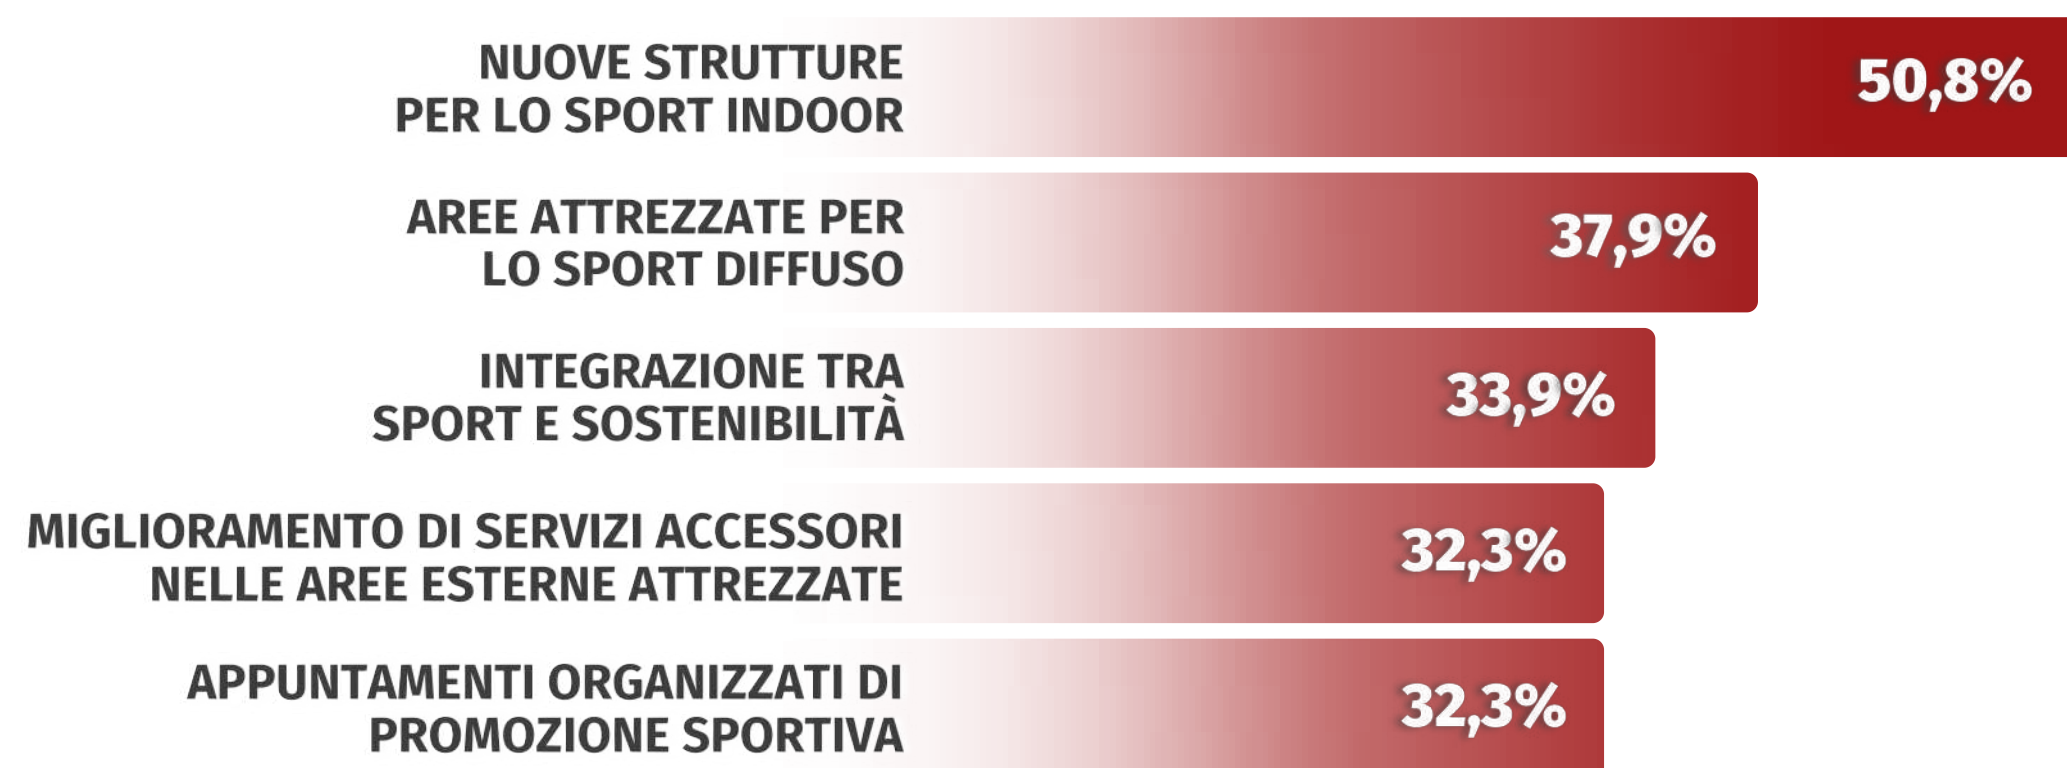 NUOVE STRUTTURE
PER LO SPORT INDOOR
50,8%
AREE ATTREZZATE PER
LO SPORT DIFFUSO
37,9%
INTEGRAZIONE TRA
SPORT E SOSTENIBILITÀ
33,9%
MIGLIORAMENTO DI SERVIZI ACCESSORI
NELLE AREE ESTERNE ATTREZZATE
32,3%
APPUNTAMENTI ORGANIZZATI DI
PROMOZIONE SPORTIVA
32,3%